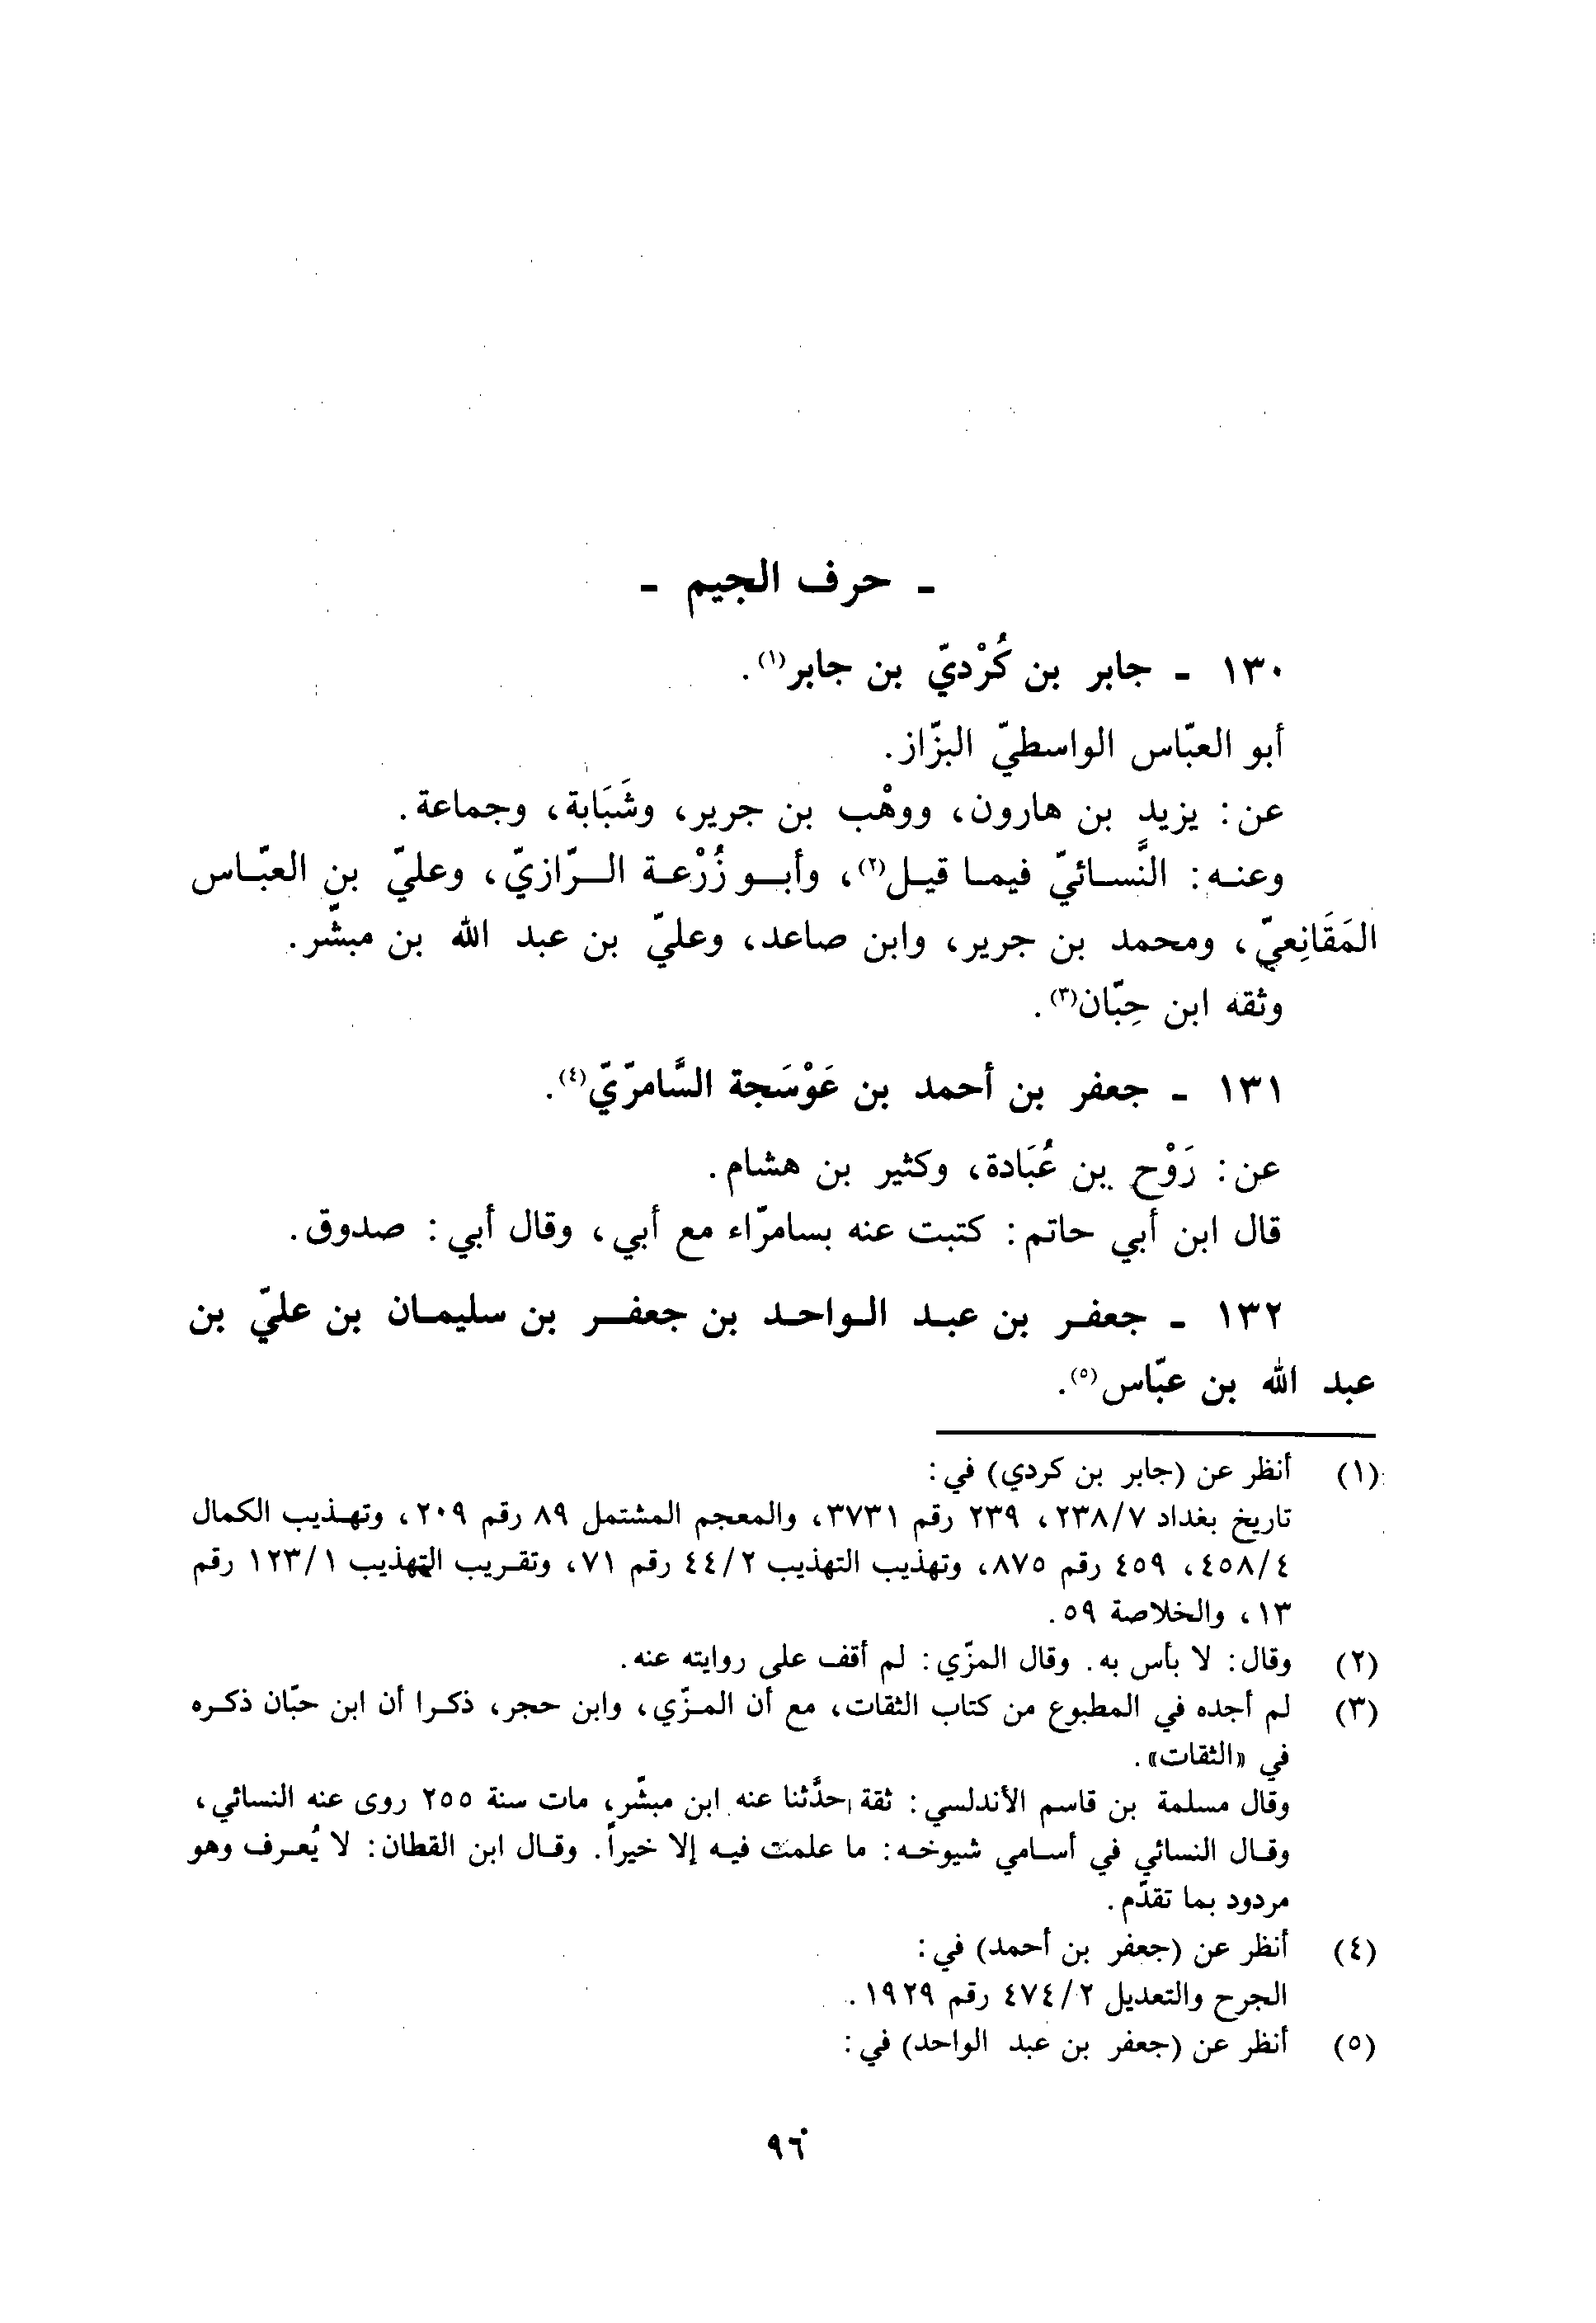 - حرف الجيم -
١٣٠ - جابر بن كُرْديّ بن جابر(١).
أبو العبّاس الواسطيّ البزّاز.
عن: يزيد بن هارون، ووهْب بن جرير، وشَبَابة، وجماعة.
وعنه: النَّسائيّ فيما قيل(٢)، وأبو زُرْعة الرّازيّ، وعليّ بن العبّاس
المَقَانِعيّ، ومحمد بن جرير، وابن صاعد، وعليّ بن عبد الله بن مبشّر.
وثقه ابن حِبّان(٣).
١٣١ - جعفر بن أحمد بن عَوْسَجة السَّامرّيّ(٤).
عن: رَوْح بن عُبَادة، وكثير بن هشام.
قال ابن أبي حاتم: كتبت عنه بسامرّاء مع أبي، وقال أبي: صدوق.
١٣٢ - جعفر بن عبد الواحد بن جعفر بن سليمان بن عليّ بن
عبد الله بن عبّاس(٥).
(١) أنظر عن (جابر بن كردي) في:
تاريخ بغداد ٢٣٨/٧، ٢٣٩ رقم ٣٧٣١، والمعجم المشتمل ٨٩ رقم ٢٠٩، وتهذيب الكمال
٤٥٨/٤، ٤٥٩ رقم ٨٧٥، وتهذيب التهذيب ٤٤/٢ رقم ٧١، وتقريب التهذيب ١٢٣/١ رقم
١٣، والخلاصة ٥٩.
(٢) وقال: لا بأس به. وقال المزّي: لم أقف على روايته عنه.
(٣) لم أجده في المطبوع من كتاب الثقات، مع أن المزّي، وابن حجر، ذكرا أن ابن حبّان ذكره
في «الثقات».
وقال مسلمة بن قاسم الأندلسي: ثقة حدَّثنا عنه ابن مبشّر، مات سنة ٢٥٥ روى عنه النسائي،
وقال النسائي في أسامي شيوخه: ما علمت فيه إلا خيراً. وقال ابن القطان: لا يُعرف وهو
مردود بما تقدّم.
(٤) أنظر عن (جعفر بن أحمد) في:
الجرح والتعديل ٤٧٤/٢ رقم ١٩٢٩.
(٥) أنظر عن (جعفر بن عبد الواحد) في:
٩٦